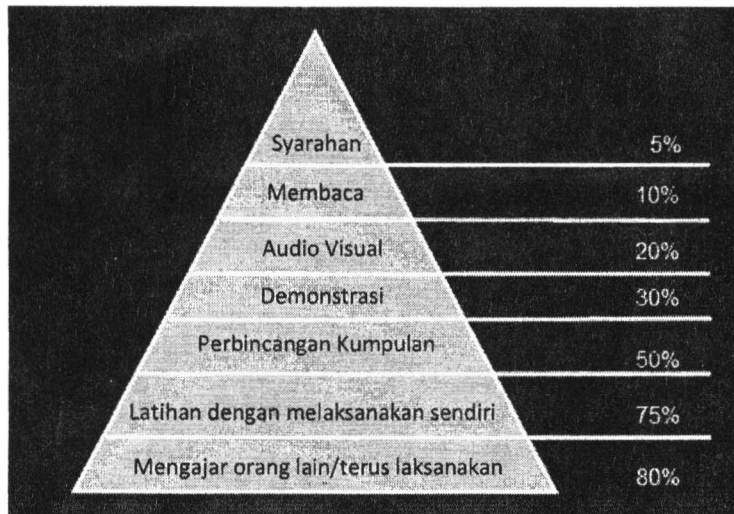 Syarahan 5%
Membaca 10%
Audio Visual 20%
Demonstrasi 30%
Perbincangan Kumpulan 50%
Latihan dengan melaksanakan sendiri 75%
Mengajar orang lain/terus laksanakan 80%